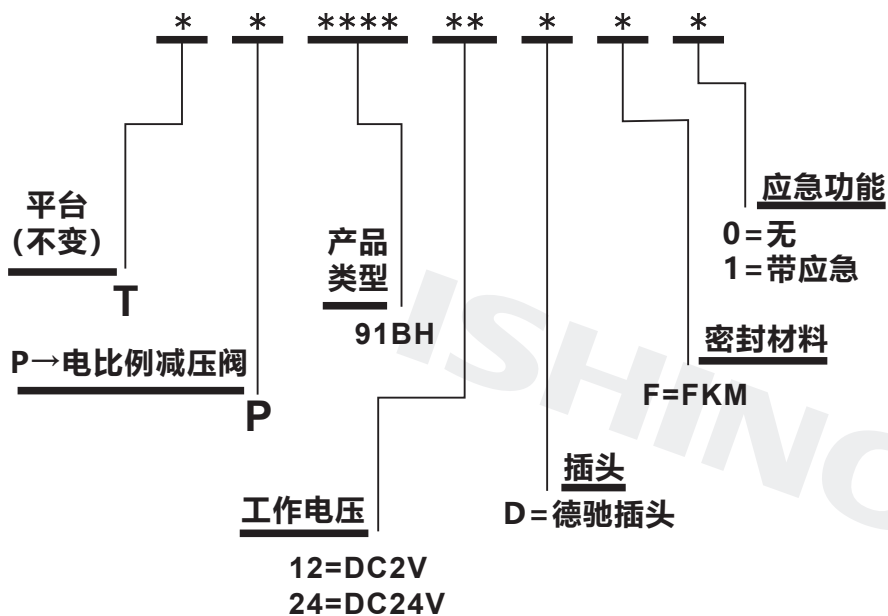 * * **** ** * * *
应急功能
0=无
1=带应急
平台
(不变)
T
产品
类型
91BH
密封材料
F=FKM
P→电比例减压阀
P
插头
D=德驰插头
工作电压
12=DC2V
24=DC24V
ISHINO